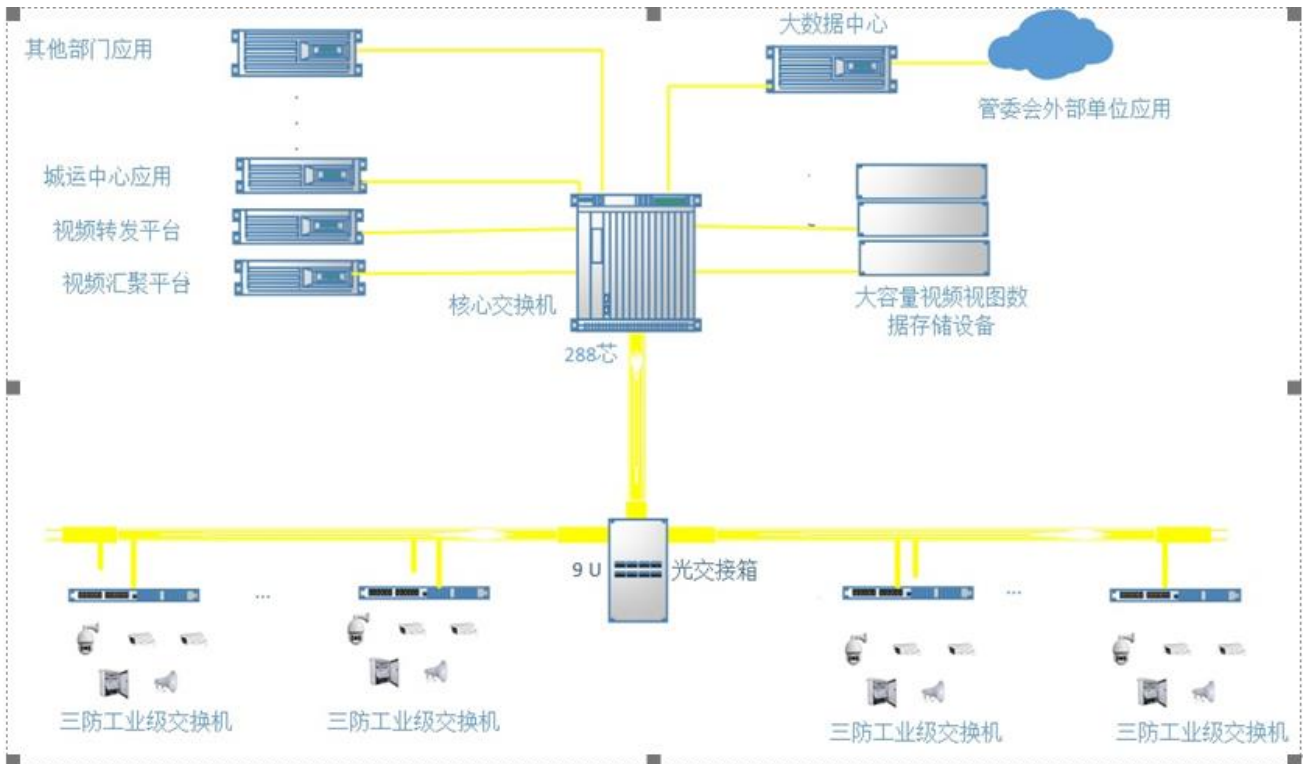 其他部门应用
大数据中心
管委会外部单位应用
城运中心应用
视频转发平台
视频汇聚平台
核心交换机
大容量视频视图数
据存储设备
288芯
9 U
光交接箱
...
...
三防工业级交换机
三防工业级交换机
三防工业级交换机
三防工业级交换机